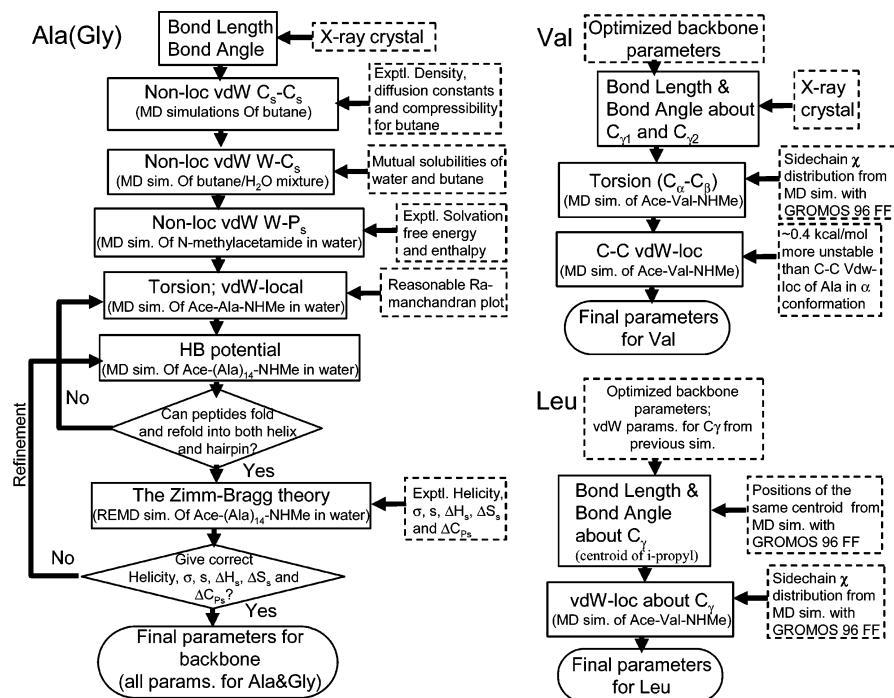 Ala(Gly)
Bond Length
Bond Angle
X-ray crystal
Non-loc vdW Cs-Cs
(MD simulations Of butane)
Exptl. Density,
diffusion constants
and compressibility
for butane
Non-loc vdW W-Cs
(MD sim. Of butane/H2O mixture)
Mutual solubilities of
water and butane
Non-loc vdW W-Ps
(MD sim. Of N-methylacetamide in water)
Exptl. Solvation
free energy
and enthalpy
Torsion; vdW-local
(MD sim. Of Ace-Ala-NHMe in water)
Reasonable Ra-
manchandran plot
HB potential
(MD sim. Of Ace-(Ala)14-NHMe in water)
No
Can peptides fold
and refold into both helix
and hairpin?
Refinement
Yes
The Zimm-Bragg theory
(REMD sim. Of Ace-(Ala)14-NHMe in water)
Exptl. Helicity,
σ, s, ΔHs, ΔSs
and ΔCPs
No
Give correct
Helicity, σ, s, ΔHs, ΔSs and
ΔCPs?
Yes
Final parameters for
backbone
(all params. for Ala&Gly)
Val
Optimized backbone
parameters
Bond Length &
Bond Angle about
Cγ1 and Cγ2
X-ray
crystal
Torsion (Cα-Cβ)
(MD sim. of Ace-Val-NHMe)
Sidechain χ
distribution from
MD sim. with
GROMOS 96 FF
C-C vdW-loc
(MD sim. of Ace-Val-NHMe)
~0.4 kcal/mol
more unstable
than C-C Vdw-
loc of Ala in α
conformation
Final parameters
for Val
Leu
Optimized backbone
parameters;
vdW params. for Cγ from
previous sim.
Bond Length &
Bond Angle
about Cγ
(centroid of i-propyl)
Positions of the
same centroid from
MD sim. with
GROMOS 96 FF
vdW-loc about Cγ
(MD sim. of Ace-Val-NHMe)
Sidechain χ
distribution from
MD sim. with
GROMOS 96 FF
Final parameters
for Leu